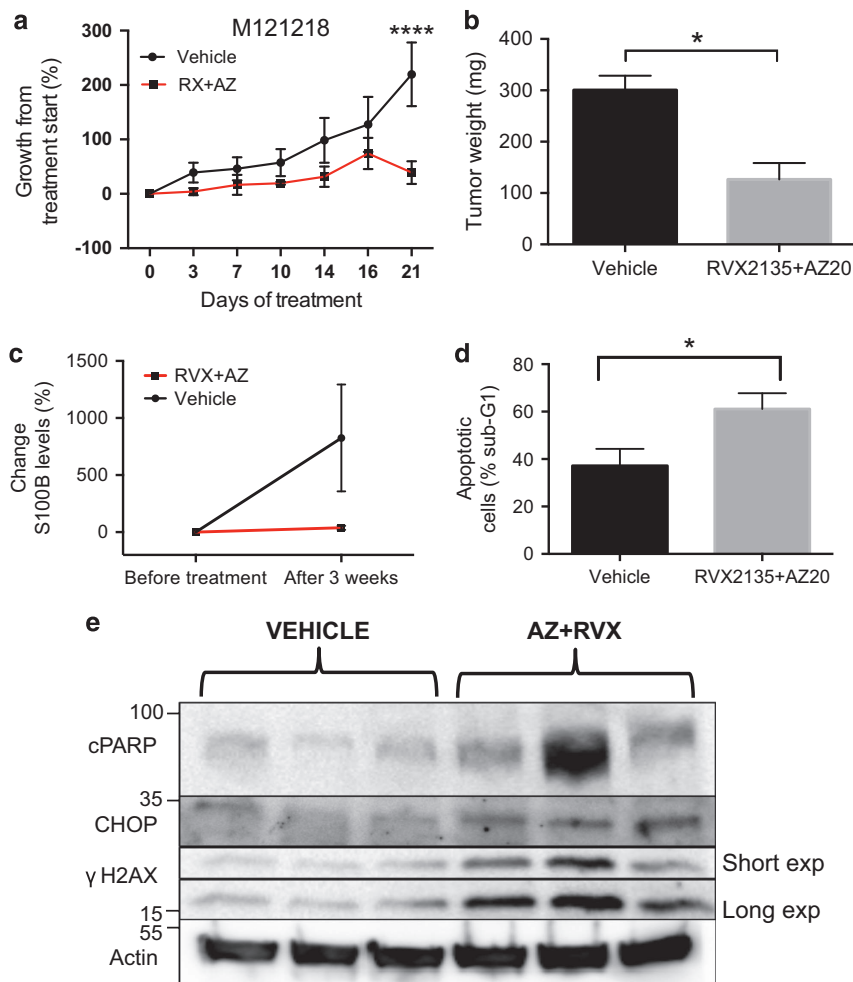 a
M121218
****
Vehicle
RX+AZ
Growth from
treatment start (%)
300
200
100
0
-100
0 3 7 10 14 16 21
Days of treatment
b
*
Tumor weight (mg)
400
300
200
100
0
Vehicle RVX2135+AZ20
c
RVX+AZ
Vehicle
Change
S100B levels (%)
1500
1000
500
0
Before treatment After 3 weeks
d
*
Apoptotic
cells (% sub-G1)
80
60
40
20
0
Vehicle RVX2135+AZ20
e
VEHICLE AZ+RVX
100
cPARP
35
CHOP
γ H2AX
Short exp
15
Long exp
55
Actin